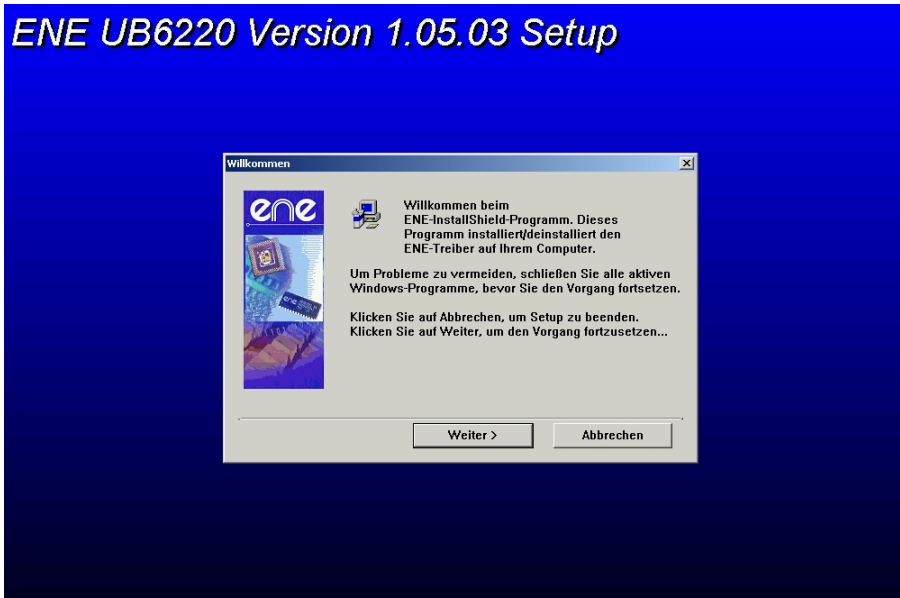 ENE UB6220 Version 1.05.03 Setup
Willkommen
ene
Willkommen beim
ENE-InstallShield-Programm. Dieses
Programm installiert/deinstalliert den
ENE-Treiber auf Ihrem Computer.
Um Probleme zu vermeiden, schließen Sie alle aktiven
Windows-Programme, bevor Sie den Vorgang fortsetzen.
Klicken Sie auf Abbrechen, um Setup zu beenden.
Klicken Sie auf Weiter, um den Vorgang fortzusetzen...
Weiter >
Abbrechen